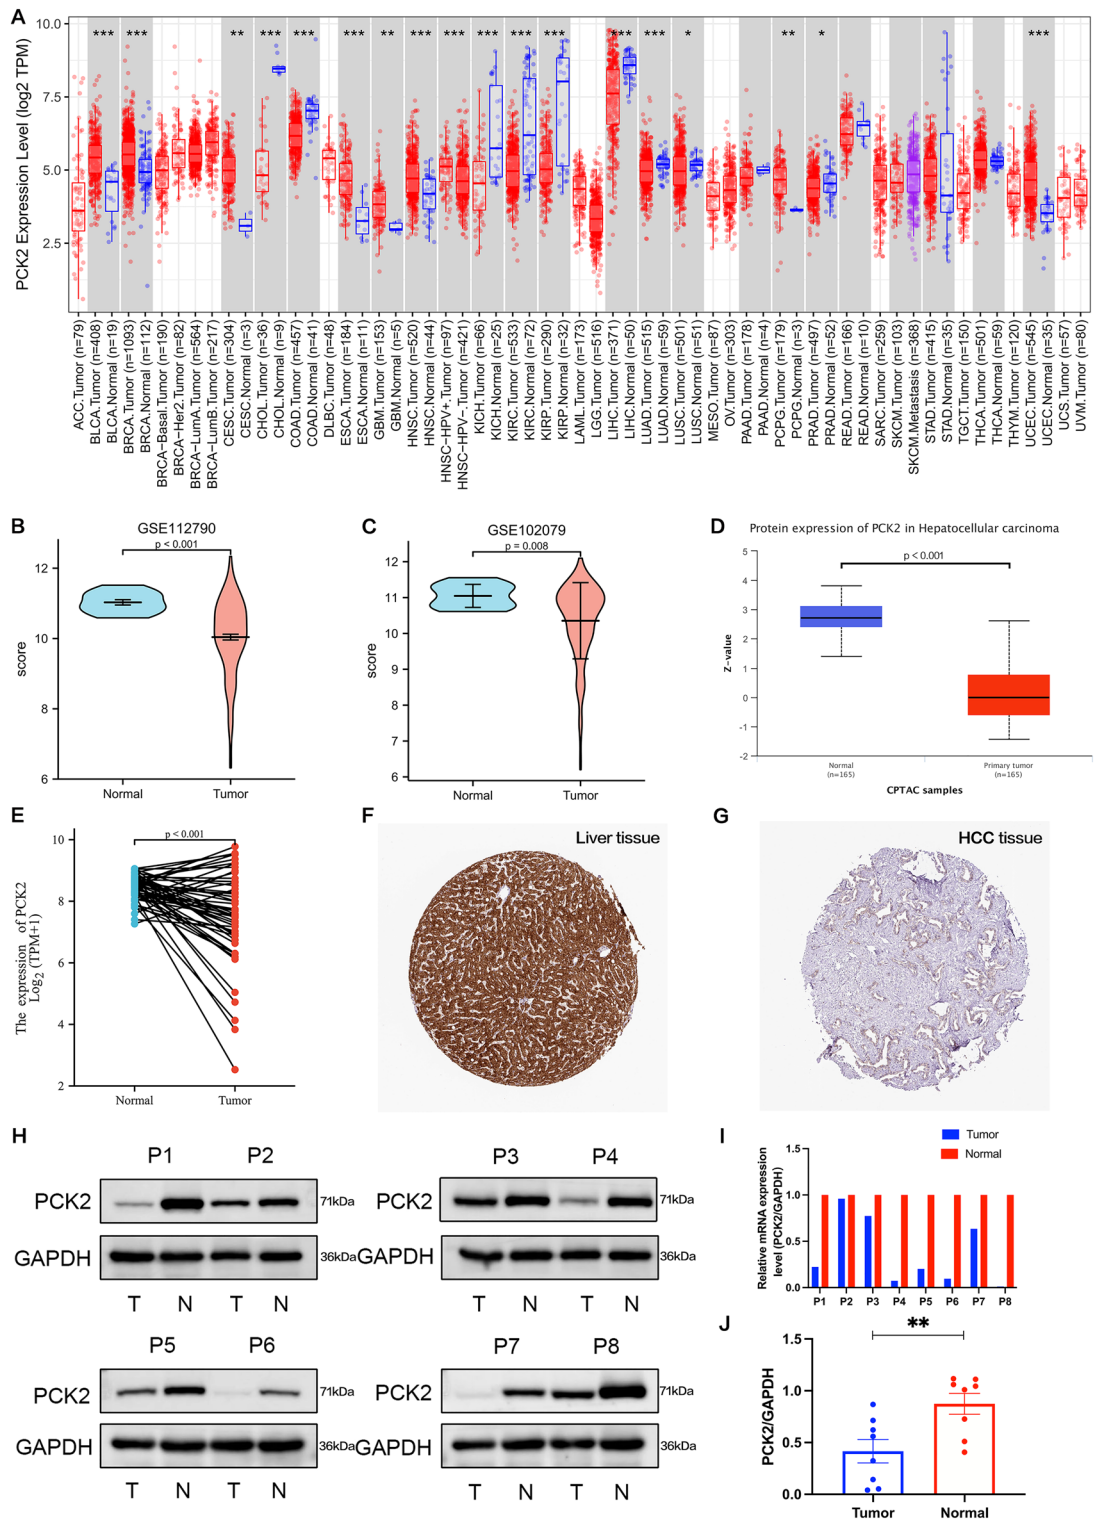 A
PCK2 Expression Level (log2 TPM)
10.0
7.5
5.0
2.5
*** *** ** *** *** *** ** *** *** *** *** *** *** *** * ** * ***
ACC.Tumor (n=79)
BLCA.Tumor (n=408)
BLCA.Normal (n=19)
BRCA.Tumor (n=1093)
BRCA.Normal (n=112)
BRCA-Basal.Tumor (n=190)
BRCA-Her2.Tumor (n=82)
BRCA-LumA.Tumor (n=564)
BRCA-LumB.Tumor (n=217)
CESC.Tumor (n=304)
CESC.Normal (n=3)
CHOL.Tumor (n=36)
CHOL.Normal (n=9)
COAD.Tumor (n=457)
COAD.Normal (n=41)
DLBC.Tumor (n=48)
ESCA.Tumor (n=184)
ESCA.Normal (n=11)
GBM.Tumor (n=153)
GBM.Normal (n=5)
HNSC.Tumor (n=520)
HNSC.Normal (n=44)
HNSC-HPV+.Tumor (n=97)
HNSC-HPV-.Tumor (n=421)
KICH.Tumor (n=66)
KICH.Normal (n=25)
KIRC.Tumor (n=533)
KIRC.Normal (n=72)
KIRP.Tumor (n=290)
KIRP.Normal (n=32)
LAML.Tumor (n=173)
LGG.Tumor (n=516)
LIHC.Tumor (n=371)
LIHC.Normal (n=50)
LUAD.Tumor (n=515)
LUAD.Normal (n=59)
LUSC.Tumor (n=501)
LUSC.Normal (n=51)
MESO.Tumor (n=87)
OV.Tumor (n=303)
PAAD.Tumor (n=178)
PAAD.Normal (n=4)
PCPG.Tumor (n=179)
PCPG.Normal (n=3)
PRAD.Tumor (n=497)
PRAD.Normal (n=52)
READ.Tumor (n=166)
READ.Normal (n=10)
SARC.Tumor (n=259)
SKCM.Tumor (n=103)
SKCM.Metastasis (n=368)
STAD.Tumor (n=415)
STAD.Normal (n=35)
TGCT.Tumor (n=150)
THCA.Tumor (n=501)
THCA.Normal (n=59)
THYM.Tumor (n=120)
UCEC.Tumor (n=545)
UCEC.Normal (n=35)
UCS.Tumor (n=57)
UVM.Tumor (n=80)
B
GSE112790
p < 0.001
score
12
10
8
6
Normal Tumor
C
GSE102079
p = 0.008
score
12
11
10
9
8
7
6
Normal Tumor
D
Protein expression of PCK2 in Hepatocellular carcinoma
p < 0.001
Z-value
5
4
3
2
1
0
-1
-2
Normal
(n=165)
Primary tumor
(n=165)
CPTAC samples
E
p < 0.001
The expression of PCK2
Log2 (TPM+1)
10
8
6
4
2
Normal Tumor
F
Liver tissue
G
HCC tissue
H
P1 P2
PCK2 71kDa
GAPDH 36kDa
T N T N
P3 P4
71kDa
GAPDH 36kDa
T N T N
P5 P6
PCK2 71kDa
GAPDH 36kDa
T N T N
P7 P8
PCK2 71kDa
GAPDH 36kDa
T N T N
I
Tumor
Normal
Relative mRNA expression
level (PCK2/GAPDH)
1.5
1.0
0.5
0.0
P1 P2 P3 P4 P5 P6 P7 P8
J
**
PCK2/GAPDH
1.5
1.0
0.5
0.0
Tumor Normal